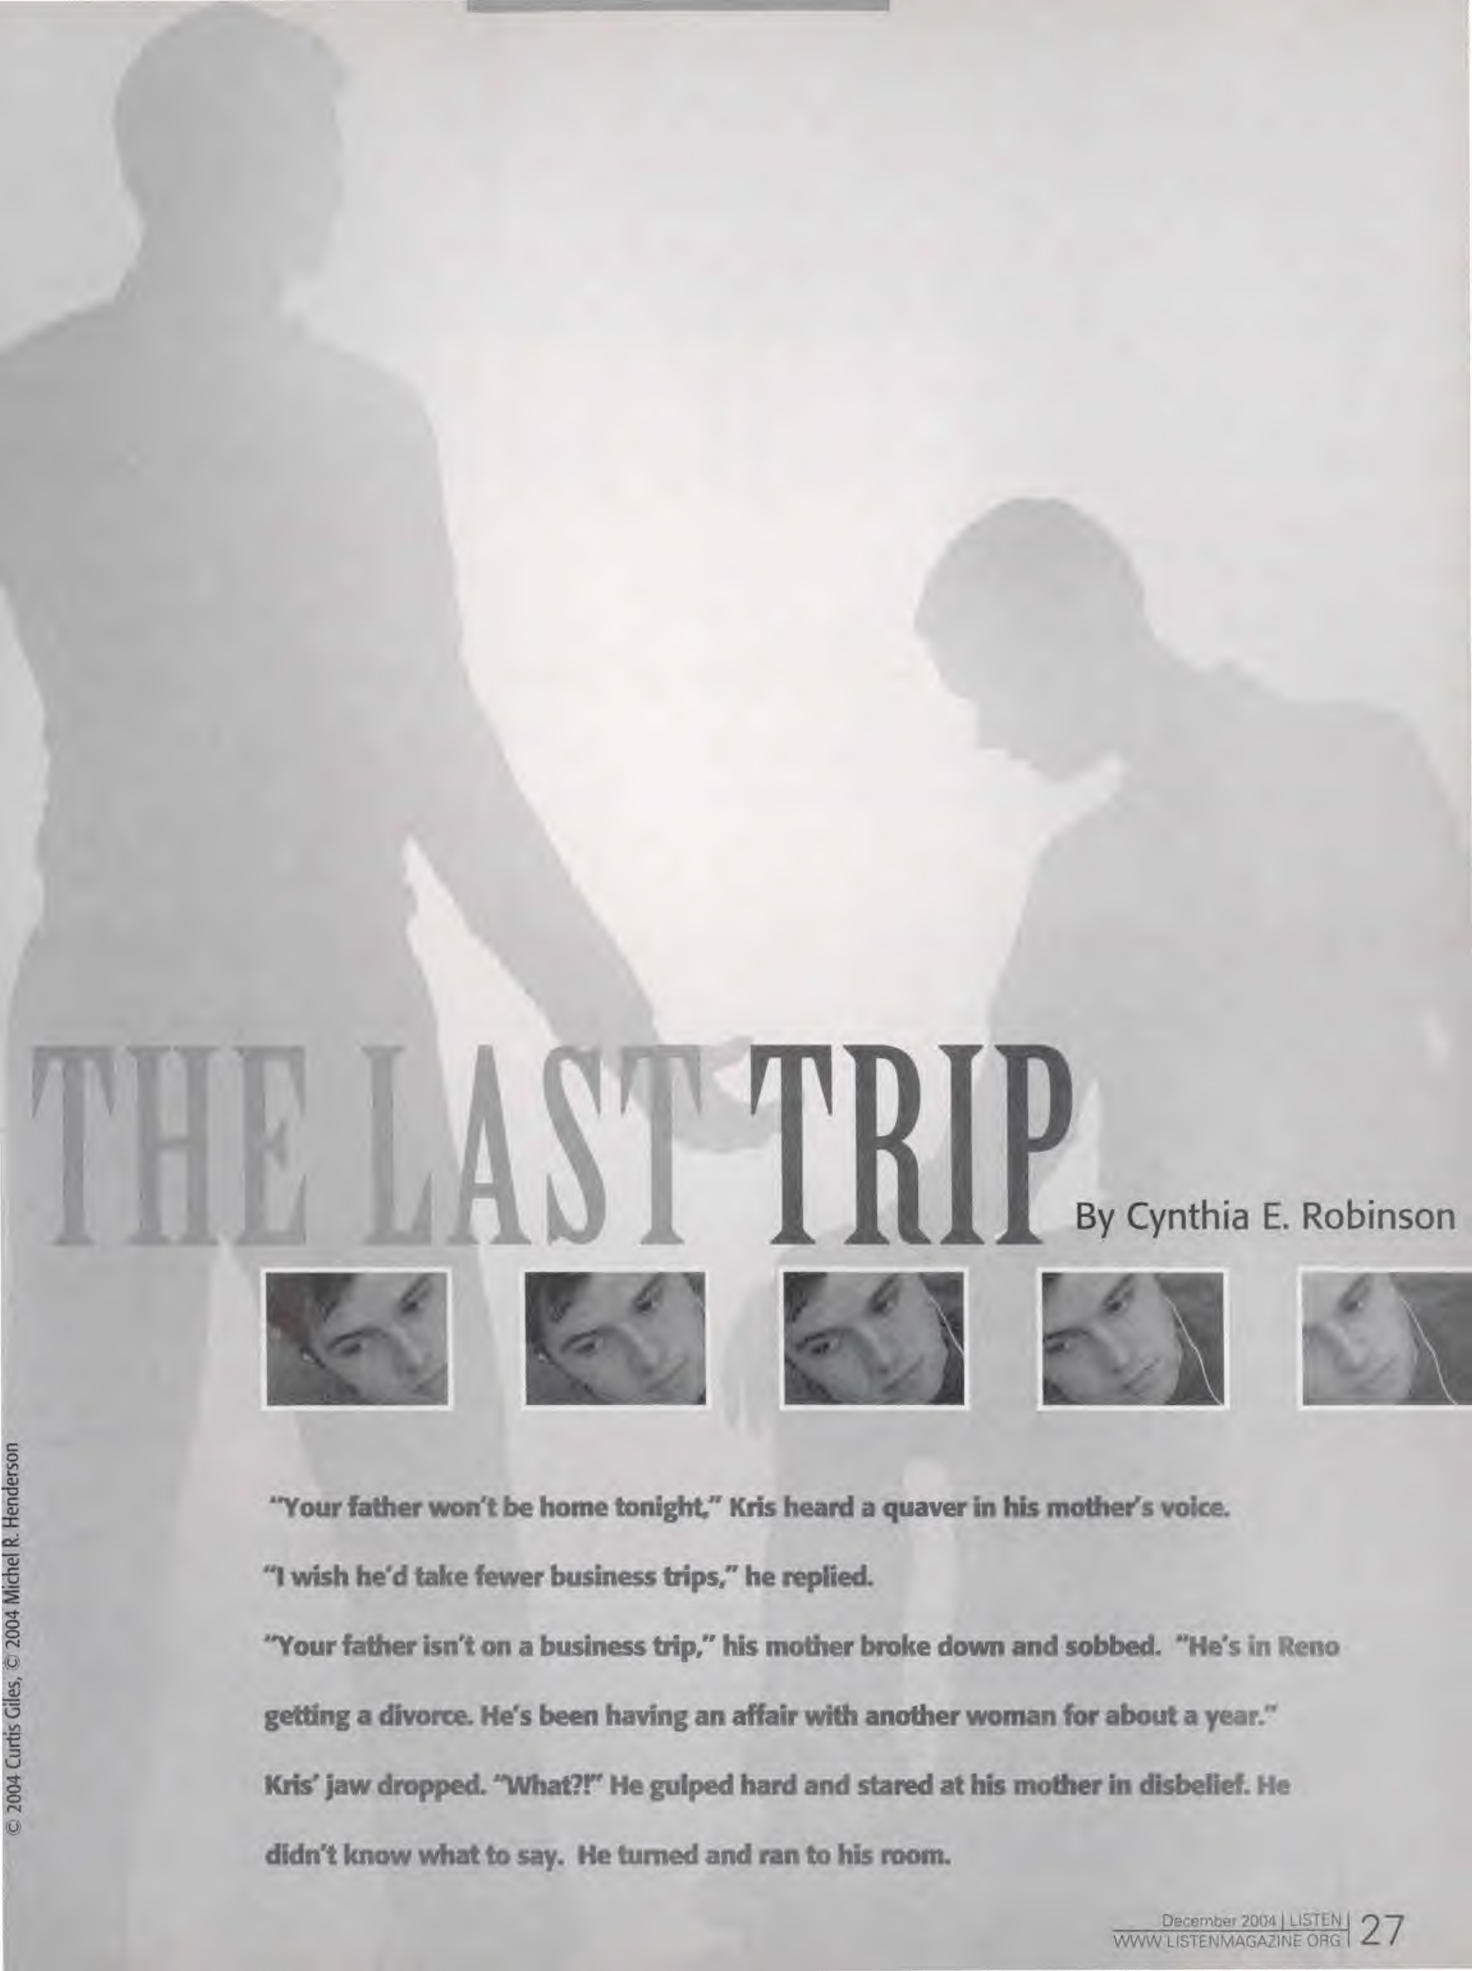 THE LAST TRIP
By Cynthia E. Robinson
"Your father won't be home tonight," Kris heard a quaver in his mother's voice.
"I wish he'd take fewer business trips," he replied.
"Your father isn't on a business trip," his mother broke down and sobbed. "He's in Reno
getting a divorce. He's been having an affair with another woman for about a year."
Kris' jaw dropped. "What?!" He gulped hard and stared at his mother in disbelief. He
didn't know what to say. He turned and ran to his room.
© 2004 Curtis Giles, © 2004 Michel R. Henderson
December 2004 | LISTEN |
WWW.LISTENMAGAZINE.ORG | 27